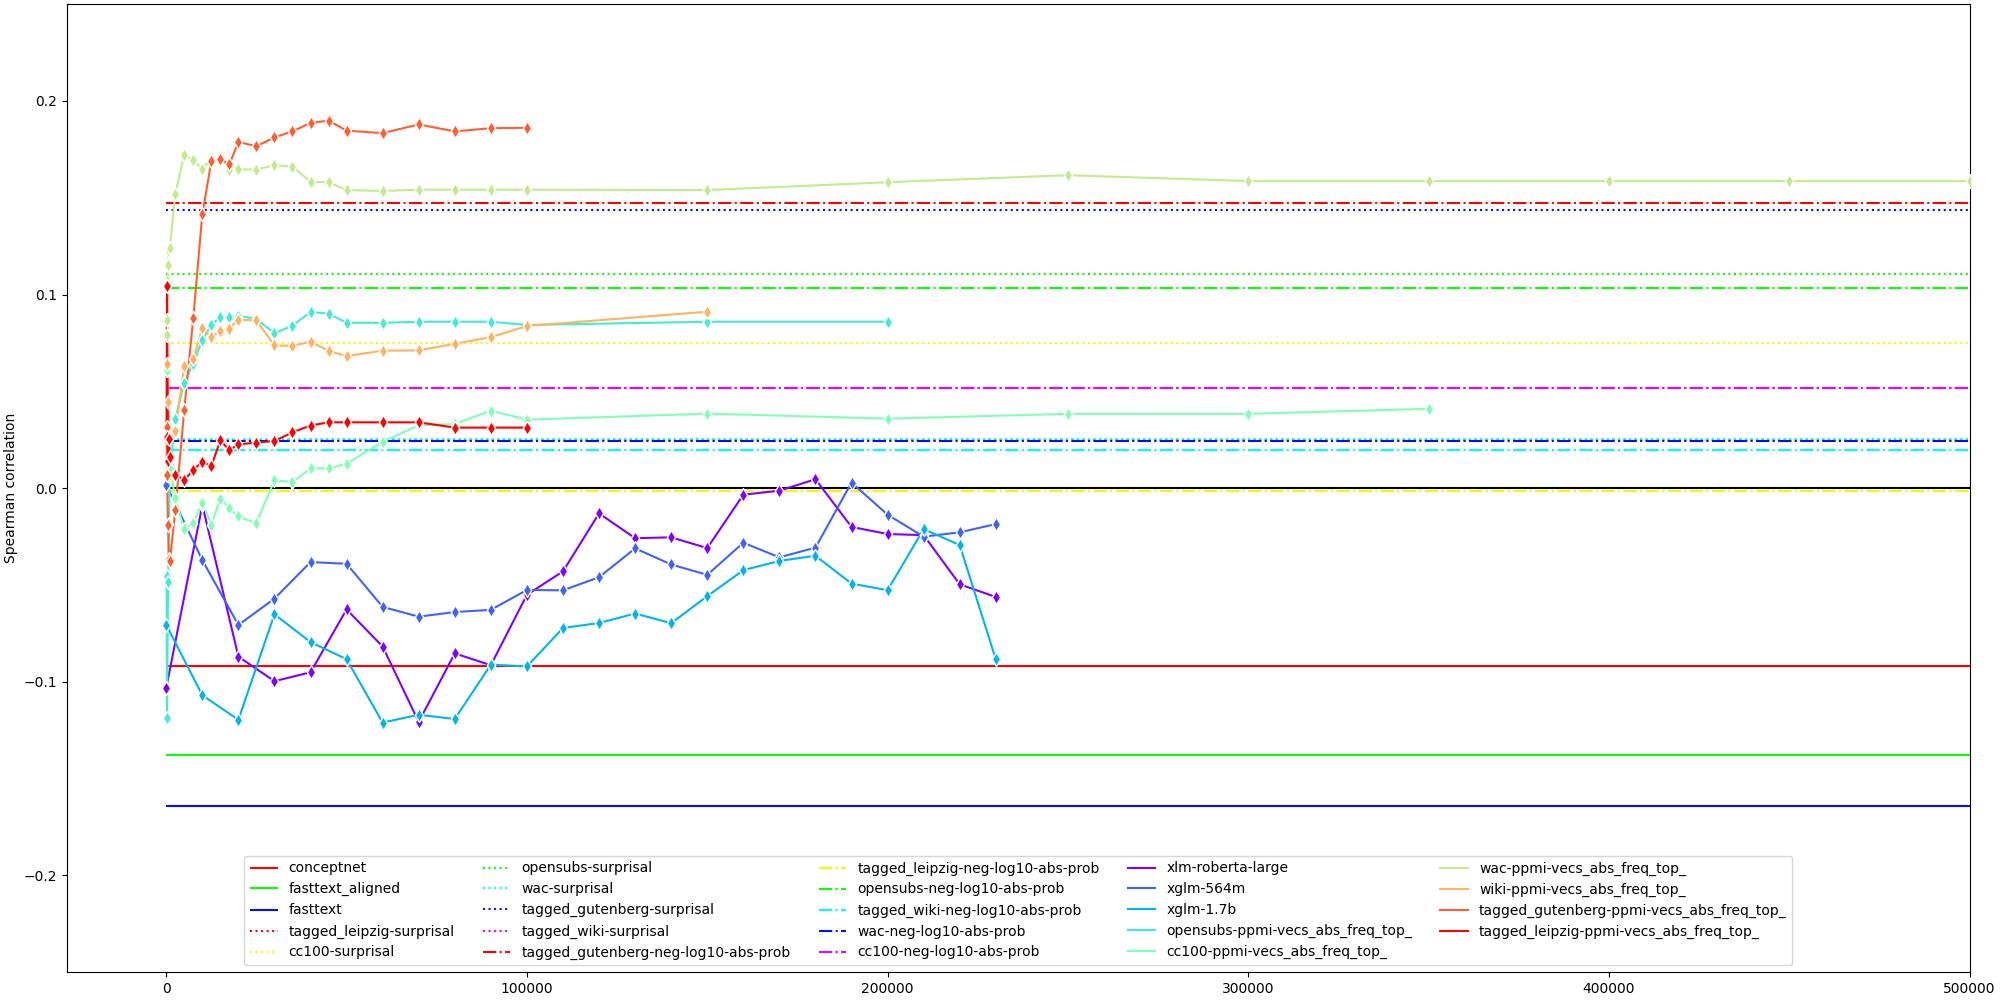 0.2
0.1
0.0
−0.1
−0.2
Spearman correlation
conceptnet
fasttext_aligned
fasttext
tagged_leipzig-surprisal
cc100-surprisal
opensubs-surprisal
wac-surprisal
tagged_gutenberg-surprisal
tagged_wiki-surprisal
tagged_gutenberg-neg-log10-abs-prob
tagged_leipzig-neg-log10-abs-prob
opensubs-neg-log10-abs-prob
tagged_wiki-neg-log10-abs-prob
wac-neg-log10-abs-prob
cc100-neg-log10-abs-prob
xlm-roberta-large
xglm-564m
xglm-1.7b
opensubs-ppmi-vecs_abs_freq_top_
cc100-ppmi-vecs_abs_freq_top_
wac-ppmi-vecs_abs_freq_top_
wiki-ppmi-vecs_abs_freq_top_
tagged_gutenberg-ppmi-vecs_abs_freq_top_
tagged_leipzig-ppmi-vecs_abs_freq_top_
0 100000 200000 300000 400000 500000